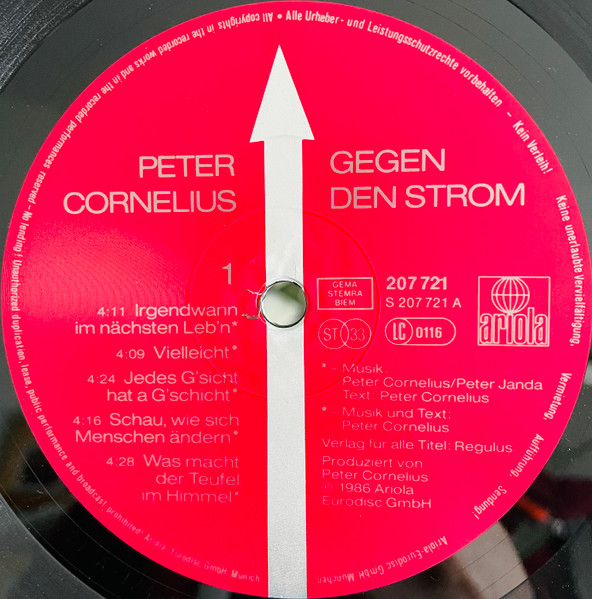 All copyrights in the recorded works and in the recorded performances reserved - No lending! Unauthorized duplication, lease, public performance and broadcast, prohibited! Ariola-Eurodisc GmbH, Munich
• Alle Urheber- und Leistungsschutzrechte vorbehalten - Kein Verleih! Keine unerlaubte Vervielfältigung, Vermietung, Aufführung, Sendung! Ariola-Eurodisc GmbH München
PETER
CORNELIUS
GEGEN
DEN STROM
1
4:11 Irgendwann
im nächsten Leb'n*
4:09 Vielleicht*
4:24 Jedes G'sicht
hat a G'schicht*
4:16 Schau, wie sich
Menschen ändern*
4:28 Was macht
der Teufel
im Himmel*
GEMA
STEMRA
BIEM
207 721
S 207 721 A
ST 33
LC 0116
ariola
* - Musik:
Peter Cornelius/Peter Janda
Text: Peter Cornelius
* - Musik und Text:
Peter Cornelius
Verlag für alle Titel: Regulus
Produziert von
Peter Cornelius
℗ 1986 Ariola
Eurodisc GmbH